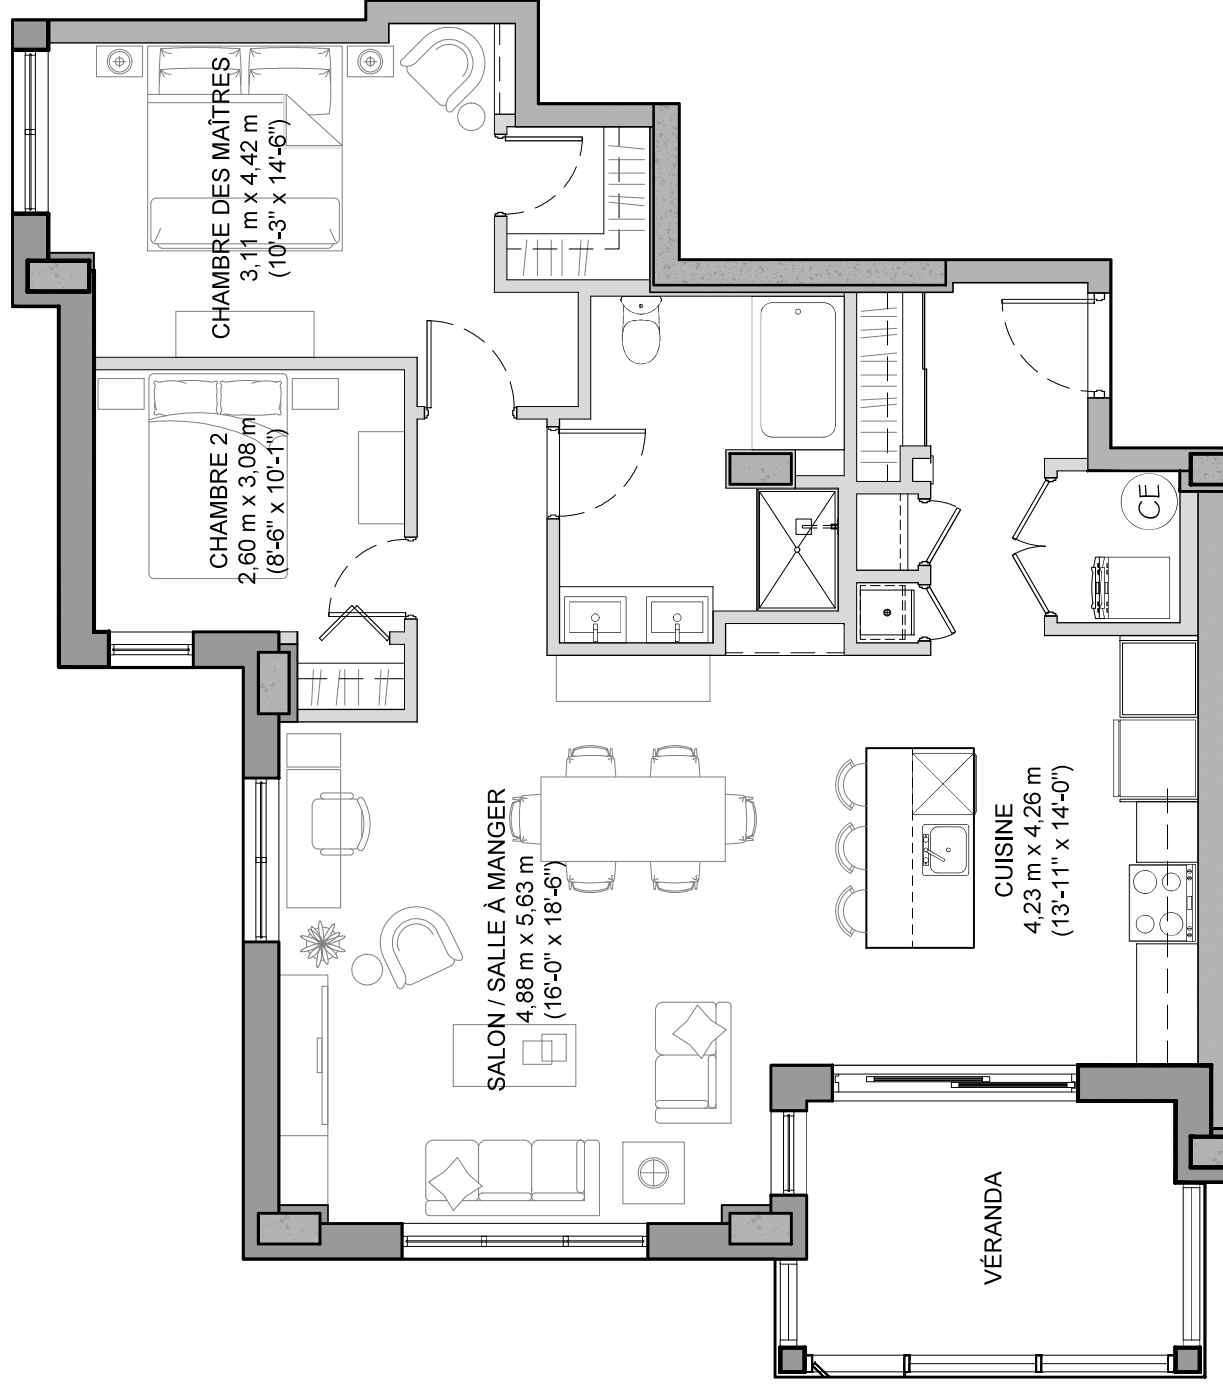 CHAMBRE DES MAÎTRES
3,11 m x 4,42 m
(10'-3" x 14'-6")
CHAMBRE 2
2,60 m x 3,08 m
(8'-6" x 10'-1")
SALON / SALLE À MANGER
4,88 m x 5,63 m
(16'-0" x 18'-6")
CUISINE
4,23 m x 4,26 m
(13'-11" x 14'-0")
CE
VÉRANDA